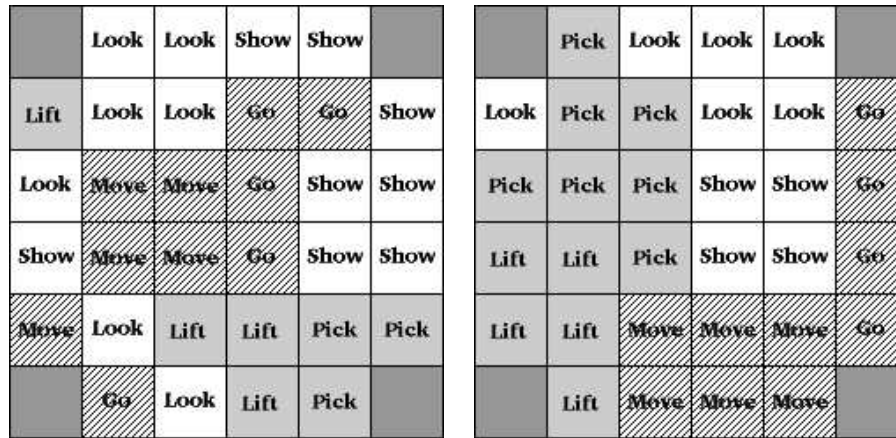 Look Look Show Show
Lift Look Look Go Go Show
Look Move Move Go Show Show
Show Move Move Go Show Show
Move Look Lift Lift Pick Pick
Go Look Lift Pick
Pick Look Look Look
Look Pick Pick Look Look Go
Pick Pick Pick Show Show Go
Lift Lift Pick Show Show Go
Lift Lift Move Move Move Go
Lift Move Move Move